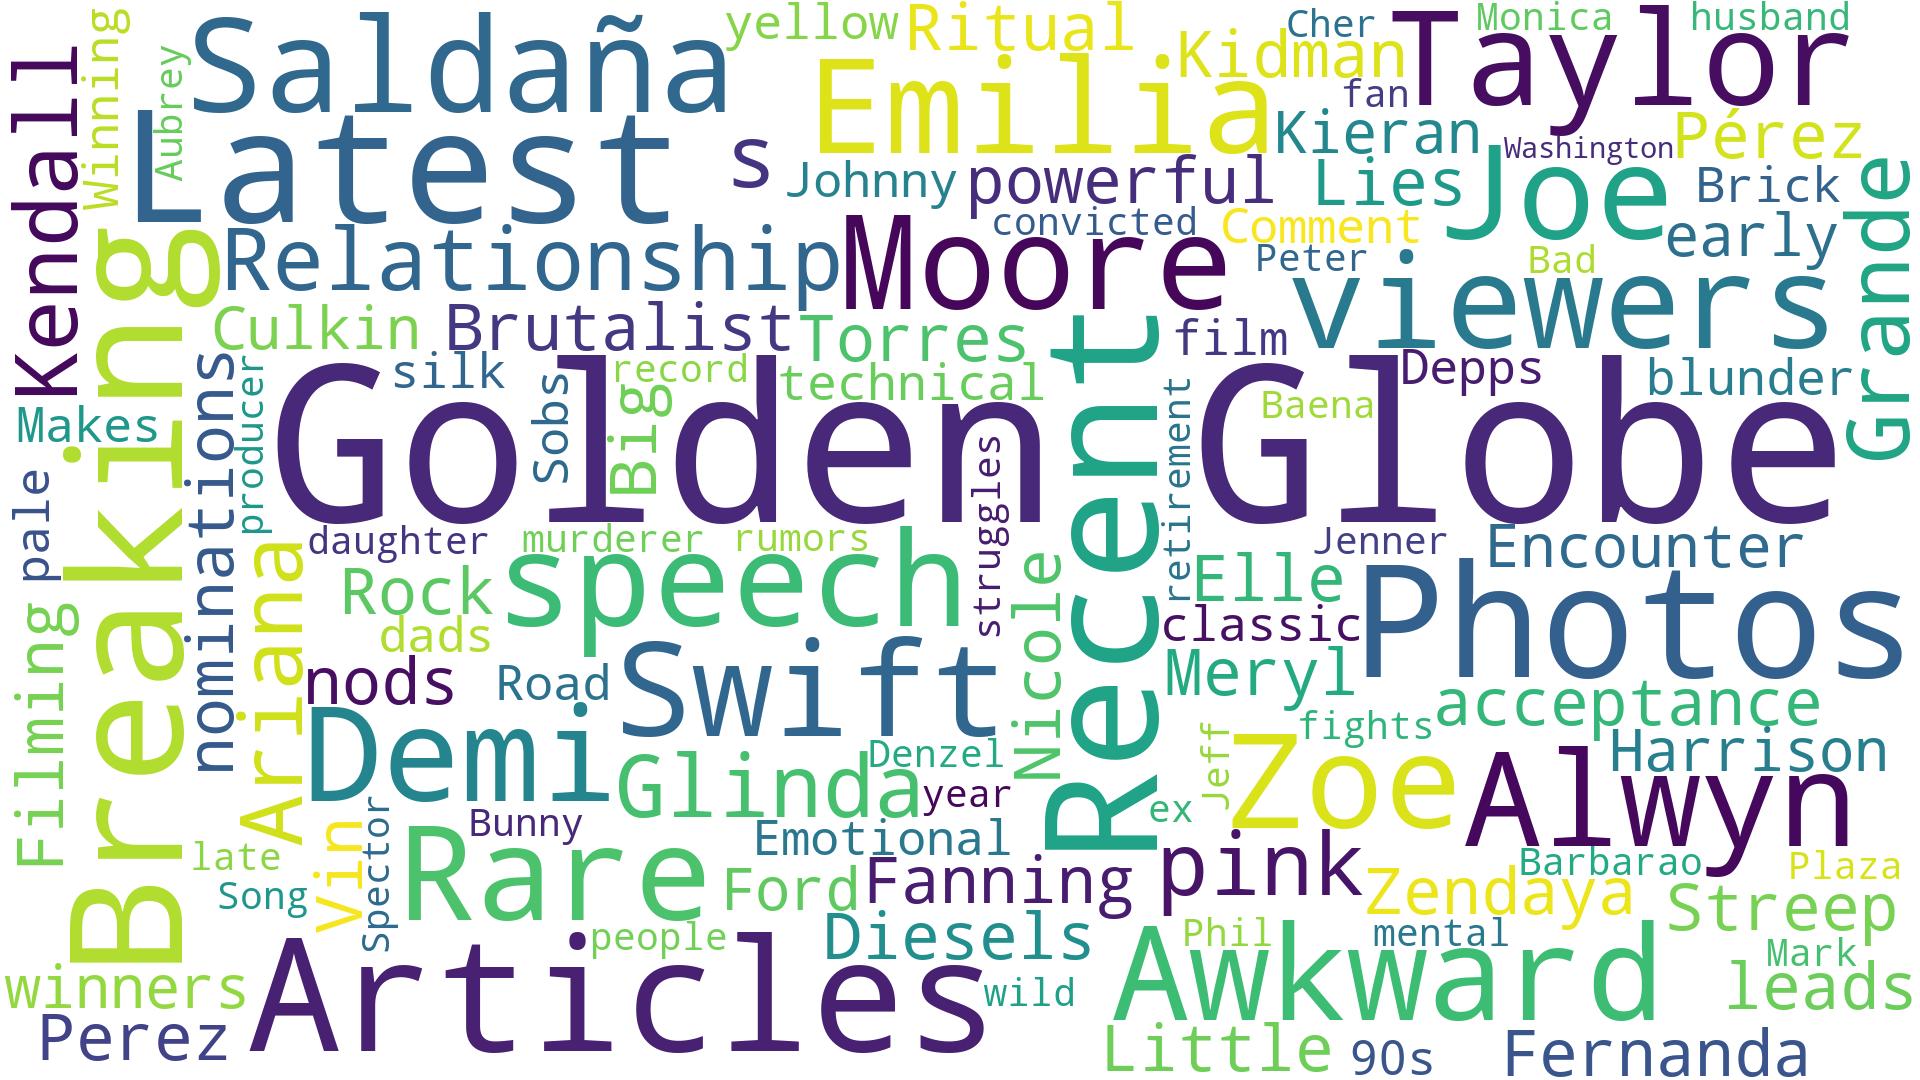 Kendall
Winning
Aubrey
Saldaña
yellow
Ritual
Cher
Taylor
Monica
husband
Latest
s
Emilia
Kidman
fan
Kieran
Washington
Pérez
Johnny
powerful
Lies
Joe
Brick
Grande
Breaking
Relationship
Moore
convicted
Comment
Peter
Bad
early
Culkin
Brutalist
Torres
film
viewers
nominations
producer
silk
record
technical
Recent
Depps
blunder
Makes
Golden
Sobs
Big
struggles
retirement
Baena
Globe
pale
daughter
murderer
rumors
Jenner
Encounter
Filming
Ariana
Rock
speech
Nicole
Elle
Photos
dads
classic
nods
Road
Swift
Meryl
acceptance
Demi
Glinda
Denzel
year
Jeff
fights
Zoe
Alwyn
Harrison
ex
late
Vin
Spector
Bunny
Rare
Emotional
pink
Barbarao
Plaza
Song
Ford
Fanning
Zendaya
Streep
people
Diesels
Phil
mental
Mark
winners
Articles
wild
Awkward
leads
Perez
Little
90s
Fernanda